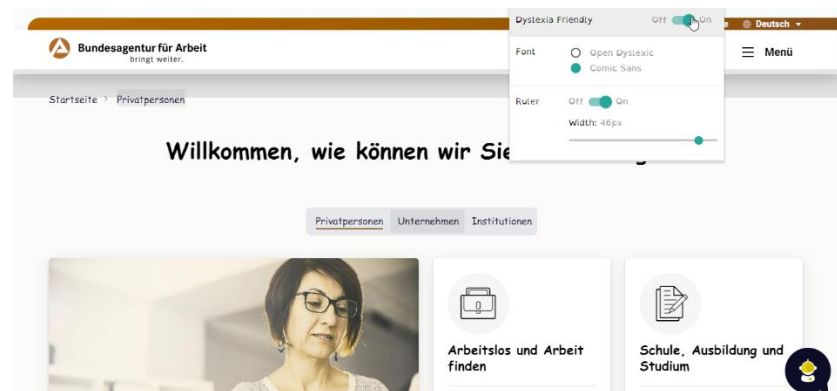 Dyslexia Friendly Off On
Deutsch
Bundesagentur für Arbeit
bringt weiter.
Menü
Font Open Dyslexic
Comic Sans
Startseite > Privatpersonen
Ruler Off On
Width: 46px
Willkommen, wie können wir Sie
Privatpersonen Unternehmen Institutionen
Arbeitslos und Arbeit
finden
Schule, Ausbildung und
Studium